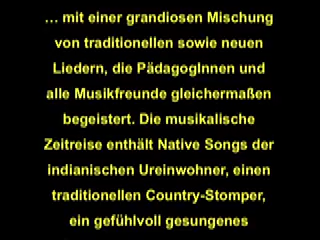 … mit einer grandiosen Mischung
von traditionellen sowie neuen
Liedern, die PädagogInnen und
alle Musikfreunde gleichermaßen
begeistert. Die musikalische
Zeitreise enthält Native Songs der
indianischen Ureinwohner, einen
traditionellen Country-Stomper,
ein gefühlvoll gesungenes